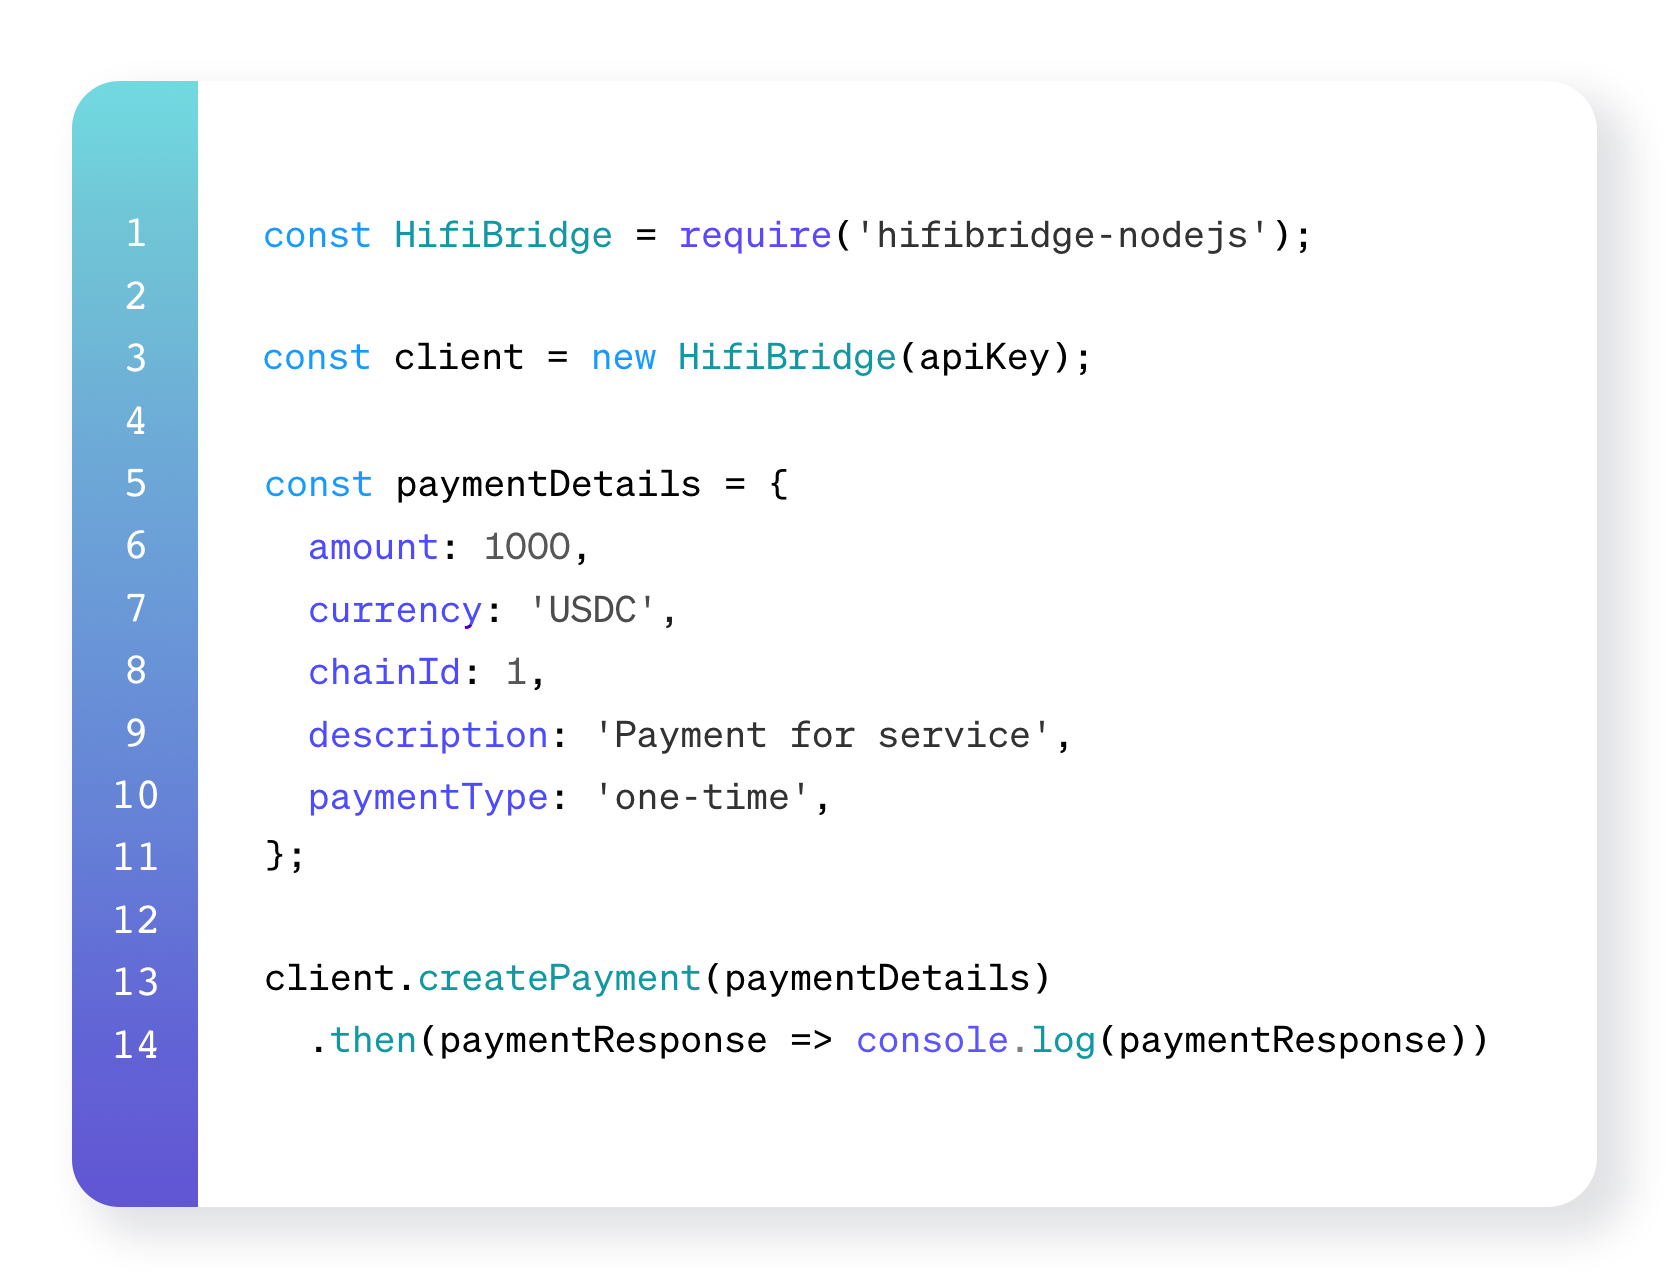 1 const HifiBridge = require('hifibridge-nodejs');
2
3 const client = new HifiBridge(apiKey);
4
5 const paymentDetails = {
6   amount: 1000,
7   currency: 'USDC',
8   chainId: 1,
9   description: 'Payment for service',
10   paymentType: 'one-time',
11 };
12
13 client.createPayment(paymentDetails)
14   .then(paymentResponse => console.log(paymentResponse))